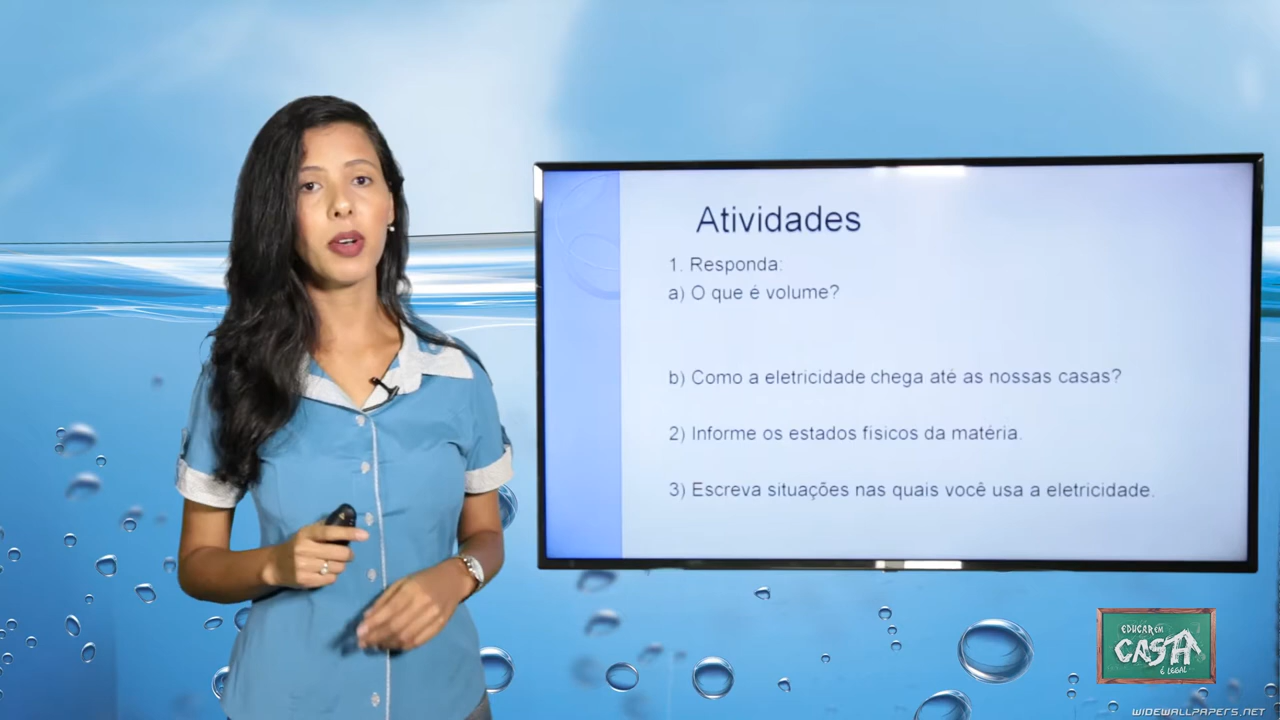 Atividades
1. Responda:
a) O que é volume?
b) Como a eletricidade chega até as nossas casas?
2) Informe os estados físicos da matéria.
3) Escreva situações nas quais você usa a eletricidade.
EDUCAR EM
CASA
É LEGAL
WIDEWALLPAPERS.NET